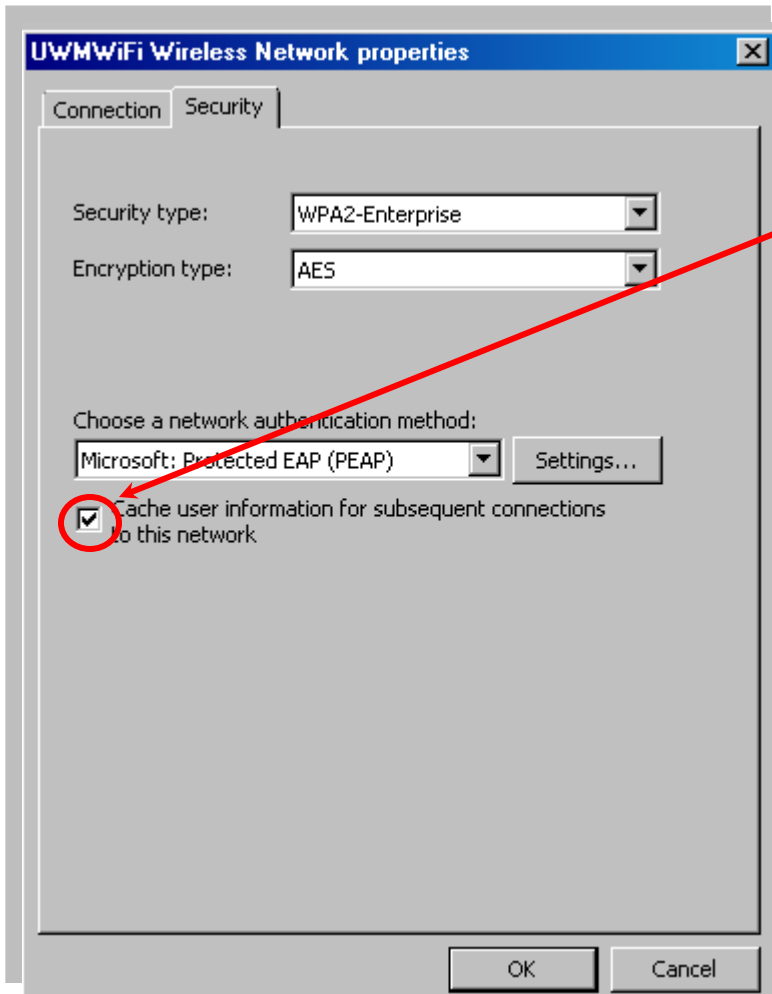 UWMWiFi Wireless Network properties
Connection Security
Security type: WPA2-Enterprise
Encryption type: AES
Choose a network authentication method:
Microsoft: Protected EAP (PEAP) Settings...
Cache user information for subsequent connections
to this network
OK Cancel